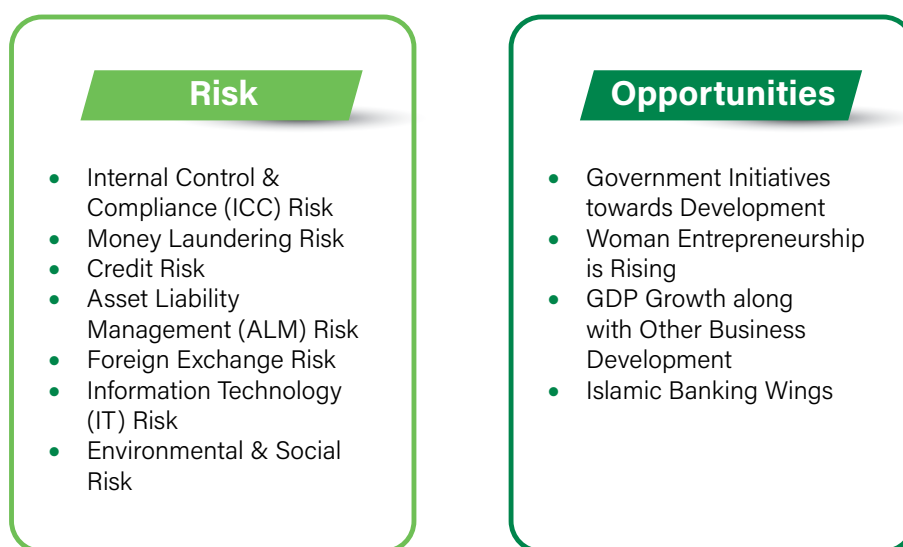 Risk
• Internal Control &
Compliance (ICC) Risk
• Money Laundering Risk
• Credit Risk
• Asset Liability
Management (ALM) Risk
• Foreign Exchange Risk
• Information Technology
(IT) Risk
• Environmental & Social
Risk
Opportunities
• Government Initiatives
towards Development
• Woman Entrepreneurship
is Rising
• GDP Growth along
with Other Business
Development
• Islamic Banking Wings